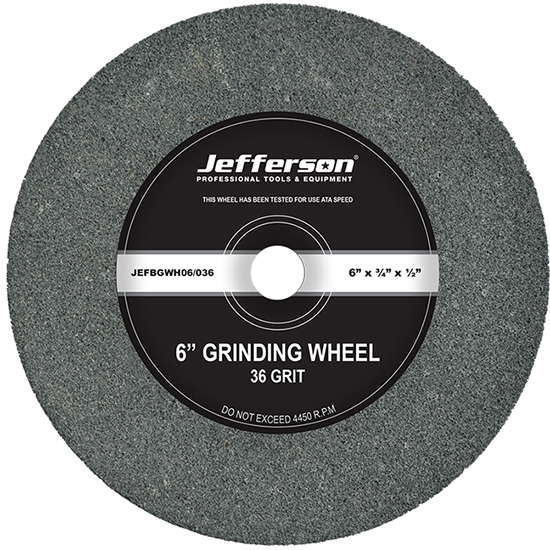 Jefferson®
PROFESSIONAL TOOLS & EQUIPMENT
THIS WHEEL HAS BEEN TESTED FOR USE ATA SPEED
JEFBGWH06/036
6” x ¾” x ½”
6” GRINDING WHEEL
36 GRIT
DO NOT EXCEED 4450 R.P.M